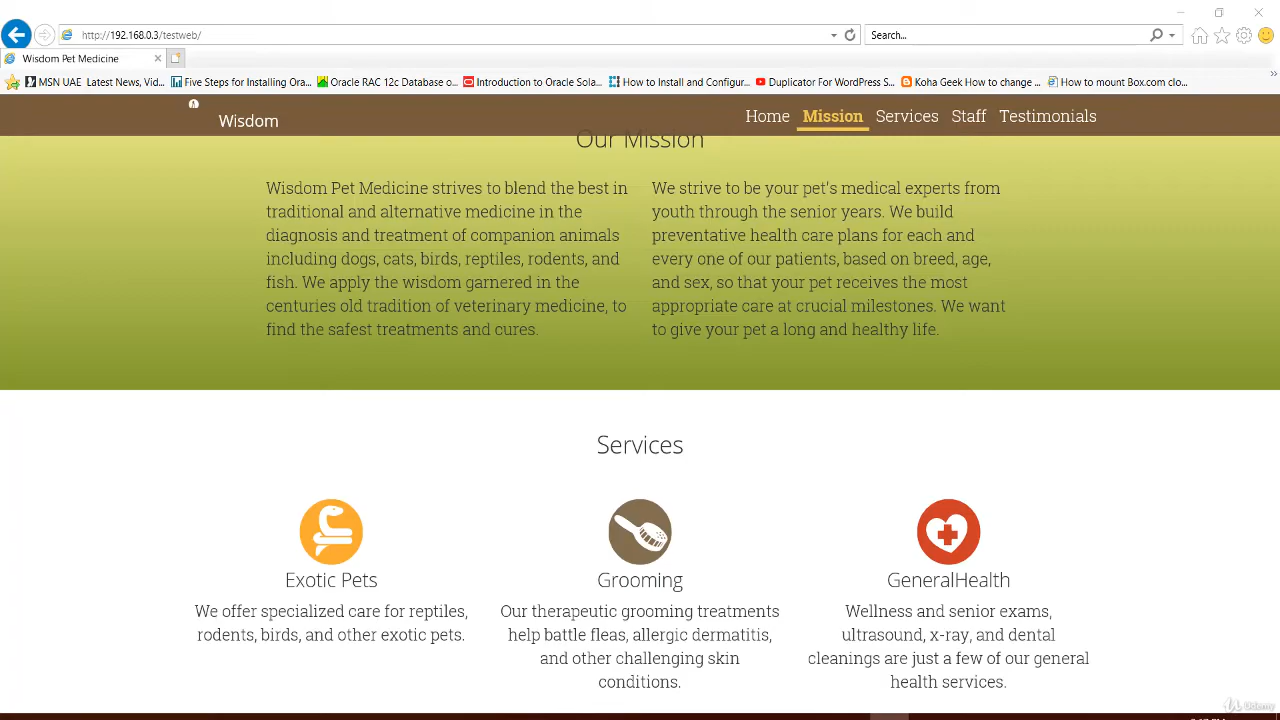 http://192.168.0.3/testweb/
Search...
Wisdom Pet Medicine
MSN UAE Latest News, Vid...
Five Steps for Installing Ora...
Oracle RAC 12c Database o...
Introduction to Oracle Sola...
How to Install and Configur...
Duplicator For WordPress S...
Koha Geek How to change ...
How to mount Box.com clo...
Wisdom
Home Mission Services Staff Testimonials
Our Mission
Wisdom Pet Medicine strives to blend the best in
traditional and alternative medicine in the
diagnosis and treatment of companion animals
including dogs, cats, birds, reptiles, rodents, and
fish. We apply the wisdom garnered in the
centuries old tradition of veterinary medicine, to
find the safest treatments and cures.
We strive to be your pet's medical experts from
youth through the senior years. We build
preventative health care plans for each and
every one of our patients, based on breed, age,
and sex, so that your pet receives the most
appropriate care at crucial milestones. We want
to give your pet a long and healthy life.
Services
Exotic Pets
We offer specialized care for reptiles,
rodents, birds, and other exotic pets.
Grooming
Our therapeutic grooming treatments
help battle fleas, allergic dermatitis,
and other challenging skin
conditions.
GeneralHealth
Wellness and senior exams,
ultrasound, x-ray, and dental
cleanings are just a few of our general
health services.
Udemy